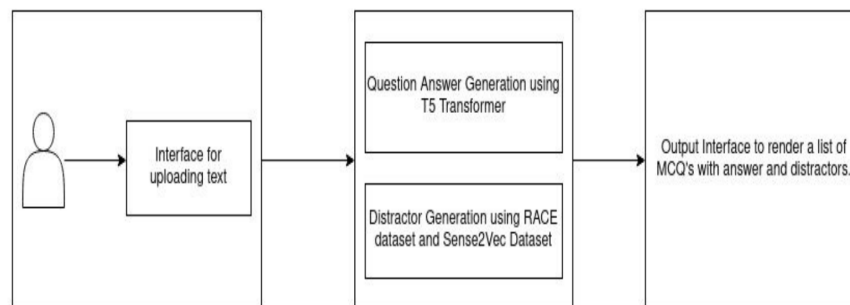 Interface for
uploading text
Question Answer Generation using
T5 Transformer
Distractor Generation using RACE
dataset and Sense2Vec Dataset
Output Interface to render a list of
MCQ's with answer and distractors.